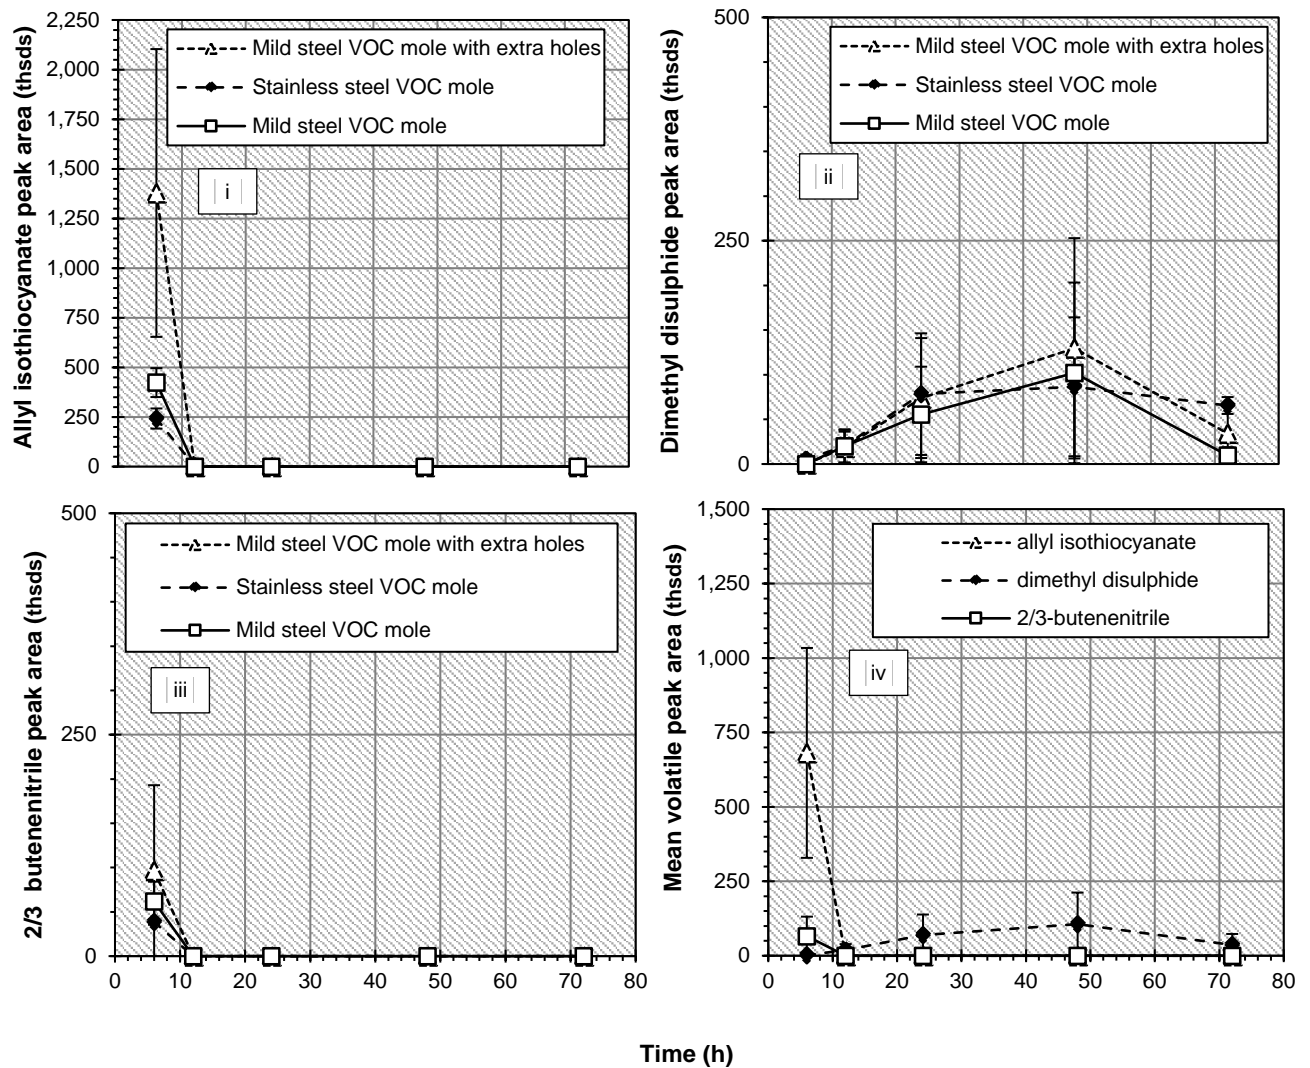 Allyl isothiocyanate peak area (thsds)
2,250
2,000
1,750
1,500
1,250
1,000
750
500
250
0
Mild steel VOC mole with extra holes
Stainless steel VOC mole
Mild steel VOC mole
i
Dimethyl disulphide peak area (thsds)
500
250
0
Mild steel VOC mole with extra holes
Stainless steel VOC mole
Mild steel VOC mole
ii
2/3 butenenitrile peak area (thsds)
500
250
0
Mild steel VOC mole with extra holes
Stainless steel VOC mole
Mild steel VOC mole
iii
0 10 20 30 40 50 60 70 80
Mean volatile peak area (thsds)
1,500
1,250
1,000
750
500
250
0
allyl isothiocyanate
dimethyl disulphide
2/3-butenenitrile
iv
0 10 20 30 40 50 60 70 80
Time (h)